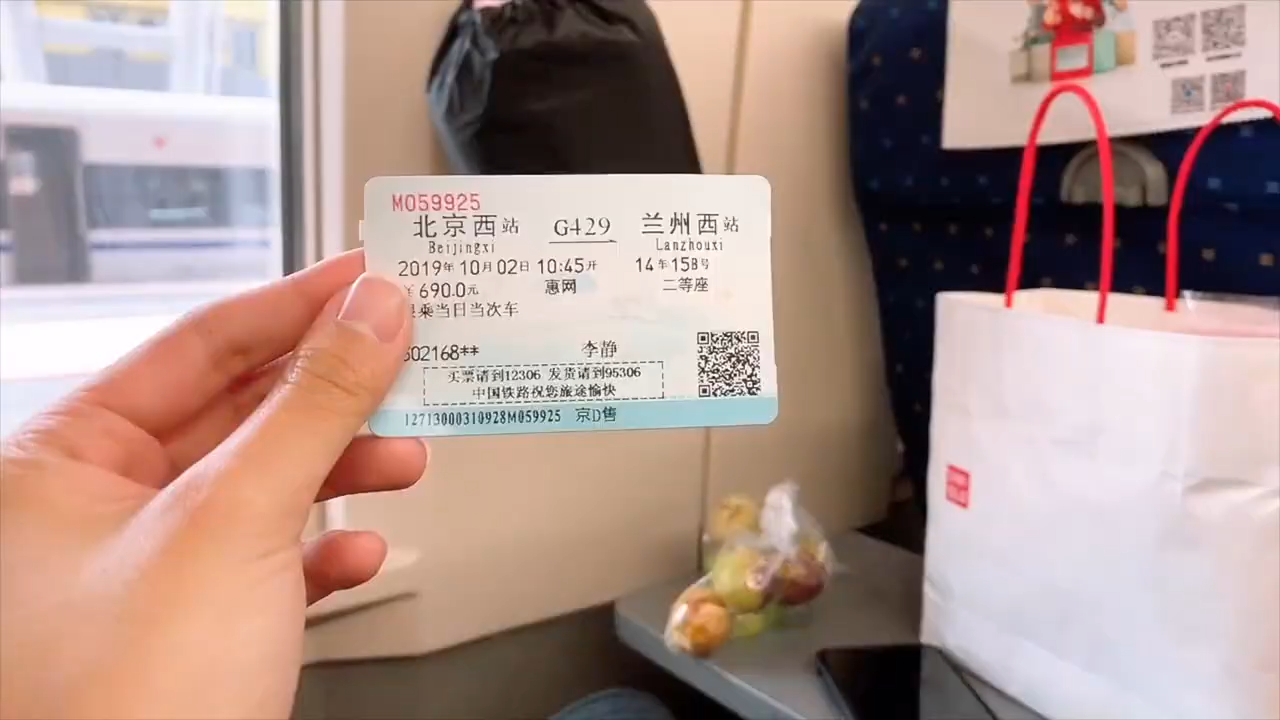 M059925
北京西站 G429 兰州西站
Beijingxi Lanzhouxi
2019年10月02日10:45开 14车15B号
¥690.0元 惠网 二等座
限乘当日当次车
302168** 李静
买票请到12306 发货请到95306
中国铁路祝您旅途愉快
12713000310928M059925 京D售